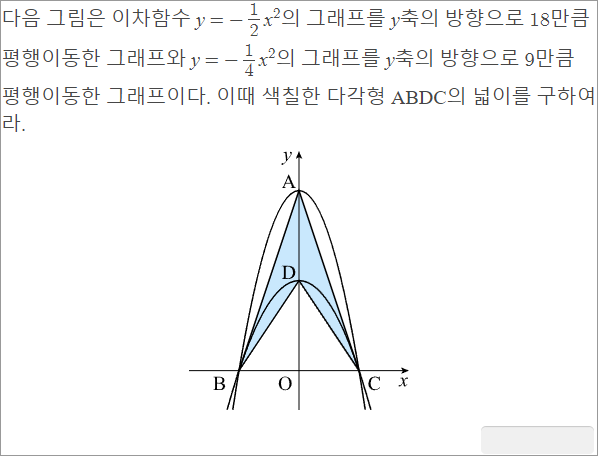 다음 그림은 이차함수 y = −1/2 x²의 그래프를 y축의 방향으로 18만큼
평행이동한 그래프와 y = −1/4 x²의 그래프를 y축의 방향으로 9만큼
평행이동한 그래프이다. 이때 색칠한 다각형 ABDC의 넓이를 구하여
라.
y
A
D
B O C x